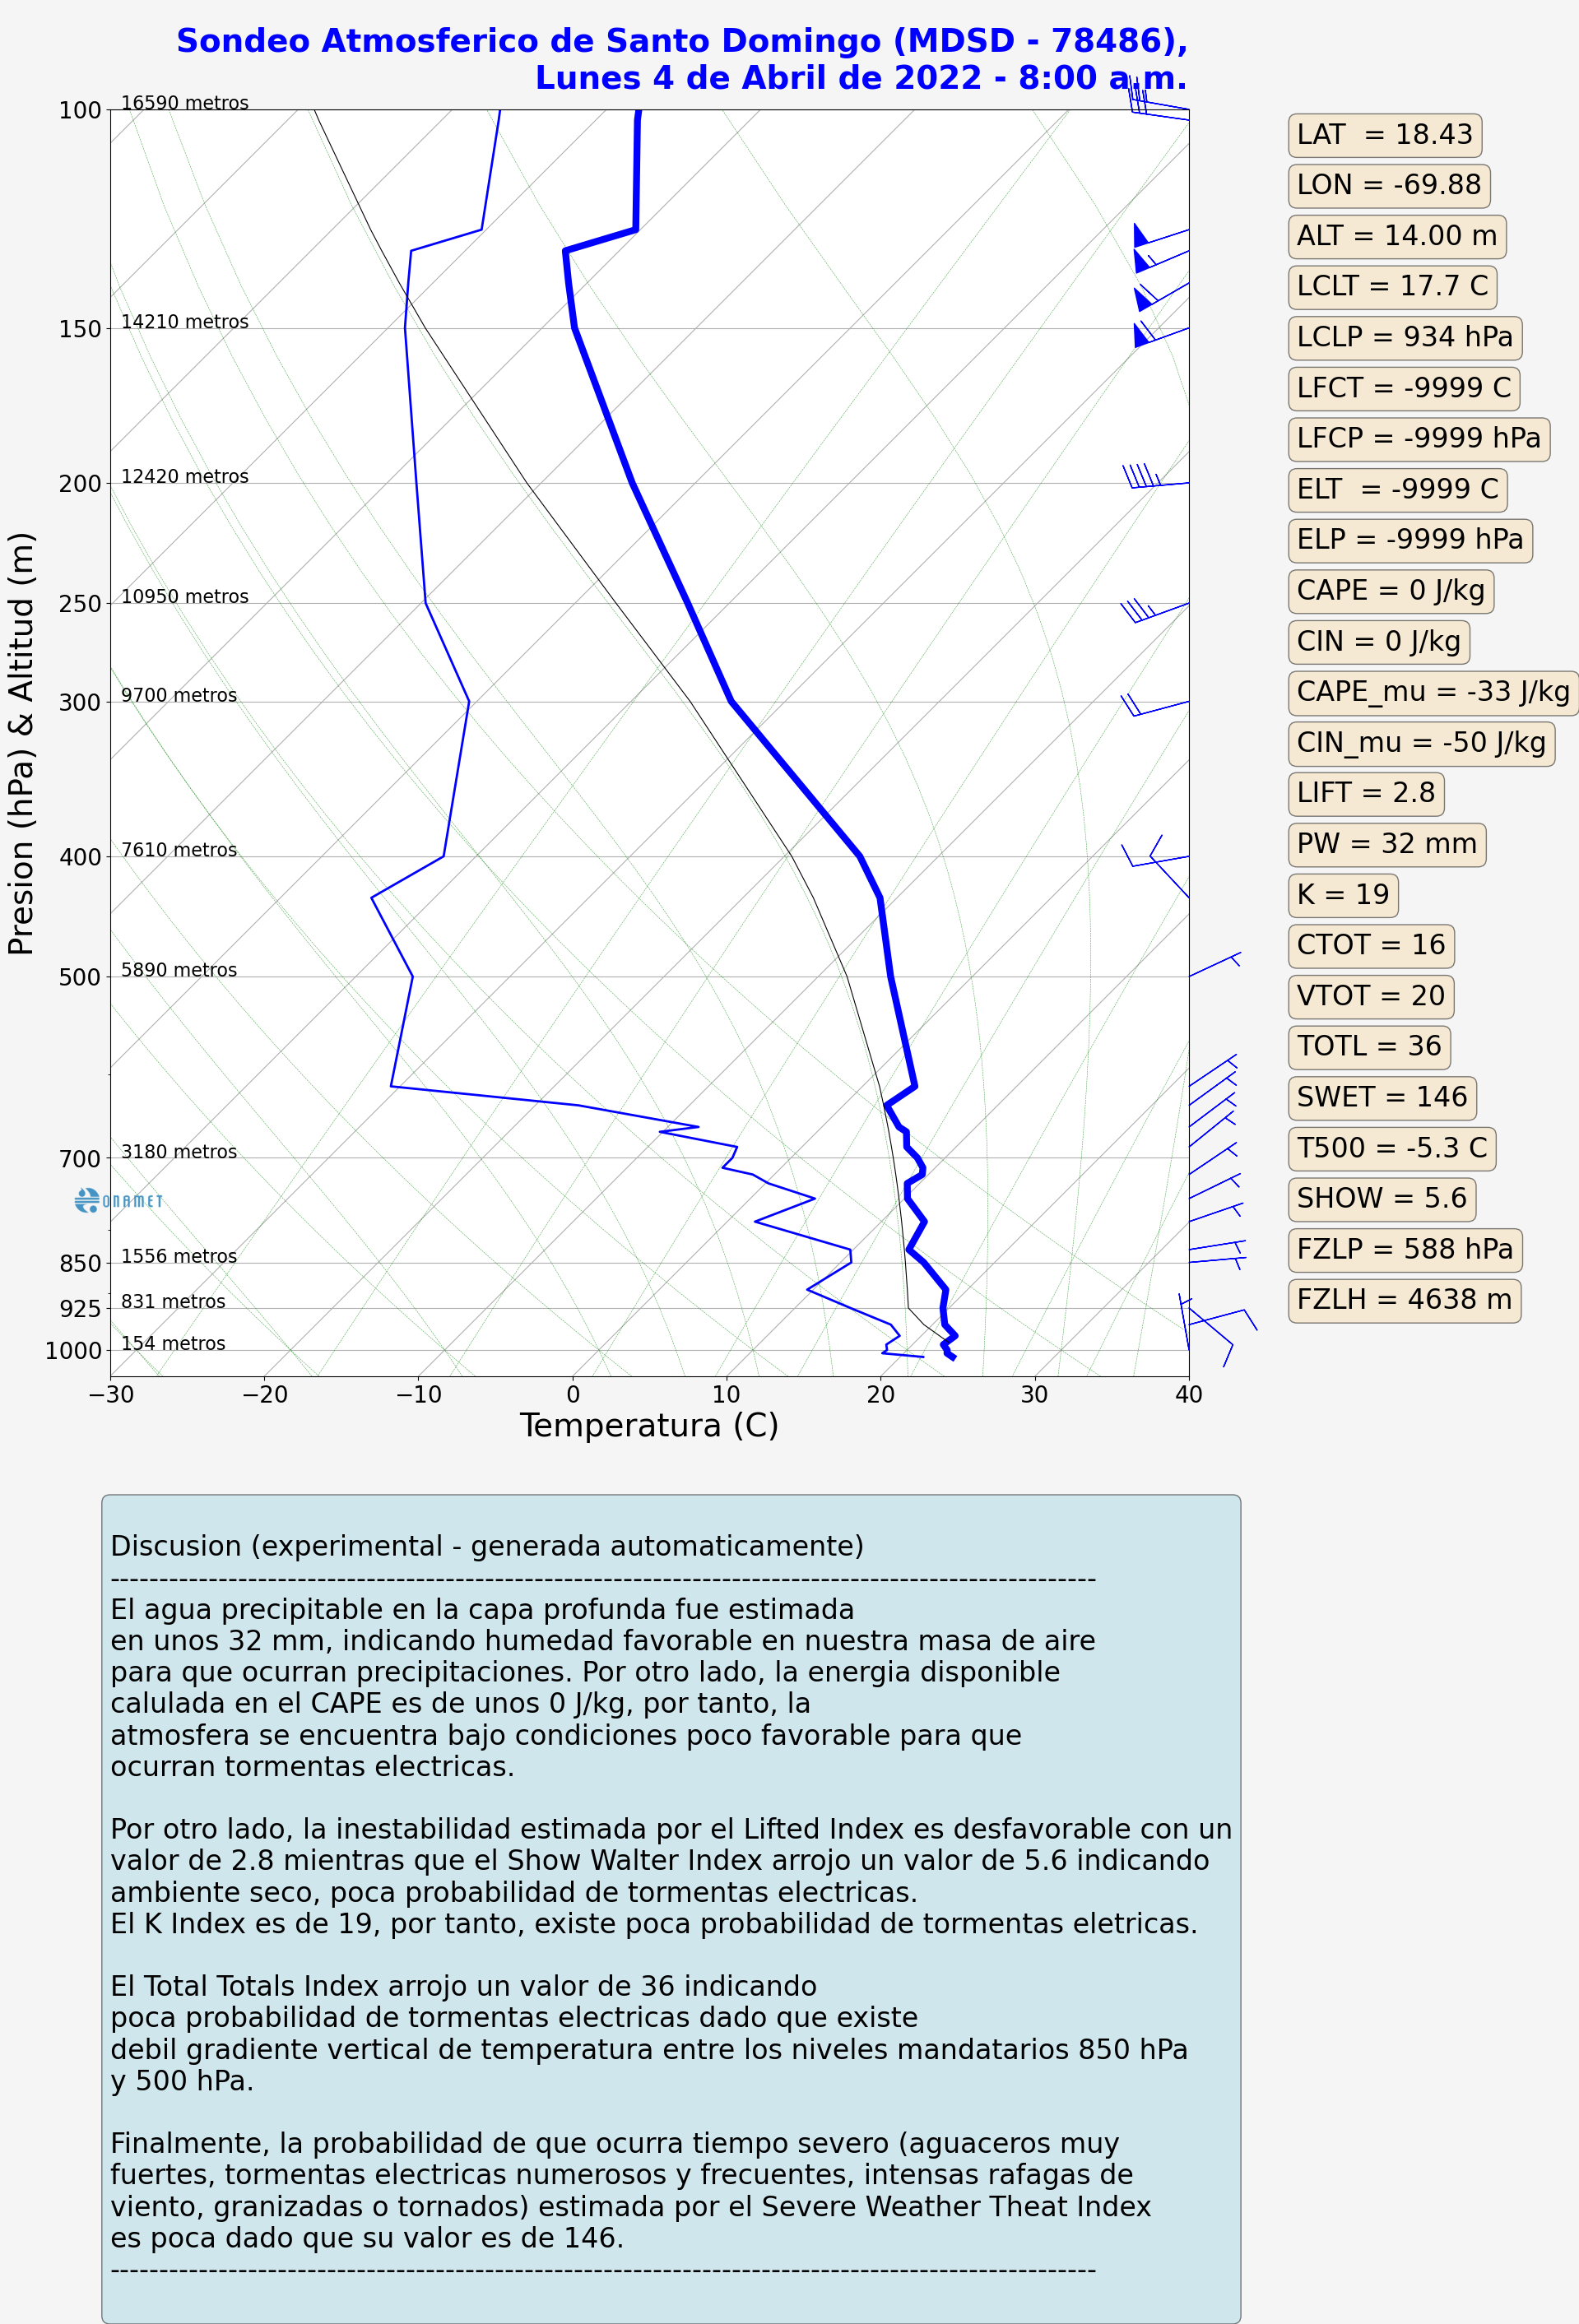 Sondeo Atmosferico de Santo Domingo (MDSD - 78486),
Lunes 4 de Abril de 2022 - 8:00 a.m.
Presion (hPa) & Altitud (m)
100 16590 metros
150 14210 metros
200 12420 metros
250 10950 metros
300 9700 metros
400 7610 metros
500 5890 metros
700 3180 metros
ONAMET
850 1556 metros
925 831 metros
1000 154 metros
−30 −20 −10 0 10 20 30 40
Temperatura (C)
LAT = 18.43
LON = -69.88
ALT = 14.00 m
LCLT = 17.7 C
LCLP = 934 hPa
LFCT = -9999 C
LFCP = -9999 hPa
ELT = -9999 C
ELP = -9999 hPa
CAPE = 0 J/kg
CIN = 0 J/kg
CAPE_mu = -33 J/kg
CIN_mu = -50 J/kg
LIFT = 2.8
PW = 32 mm
K = 19
CTOT = 16
VTOT = 20
TOTL = 36
SWET = 146
T500 = -5.3 C
SHOW = 5.6
FZLP = 588 hPa
FZLH = 4638 m
Discusion (experimental - generada automaticamente)
----------------------------------------------------------------------------------------------------
El agua precipitable en la capa profunda fue estimada
en unos 32 mm, indicando humedad favorable en nuestra masa de aire
para que ocurran precipitaciones. Por otro lado, la energia disponible
calulada en el CAPE es de unos 0 J/kg, por tanto, la
atmosfera se encuentra bajo condiciones poco favorable para que
ocurran tormentas electricas.
Por otro lado, la inestabilidad estimada por el Lifted Index es desfavorable con un
valor de 2.8 mientras que el Show Walter Index arrojo un valor de 5.6 indicando
ambiente seco, poca probabilidad de tormentas electricas.
El K Index es de 19, por tanto, existe poca probabilidad de tormentas eletricas.
El Total Totals Index arrojo un valor de 36 indicando
poca probabilidad de tormentas electricas dado que existe
debil gradiente vertical de temperatura entre los niveles mandatarios 850 hPa
y 500 hPa.
Finalmente, la probabilidad de que ocurra tiempo severo (aguaceros muy
fuertes, tormentas electricas numerosos y frecuentes, intensas rafagas de
viento, granizadas o tornados) estimada por el Severe Weather Theat Index
es poca dado que su valor es de 146.
----------------------------------------------------------------------------------------------------